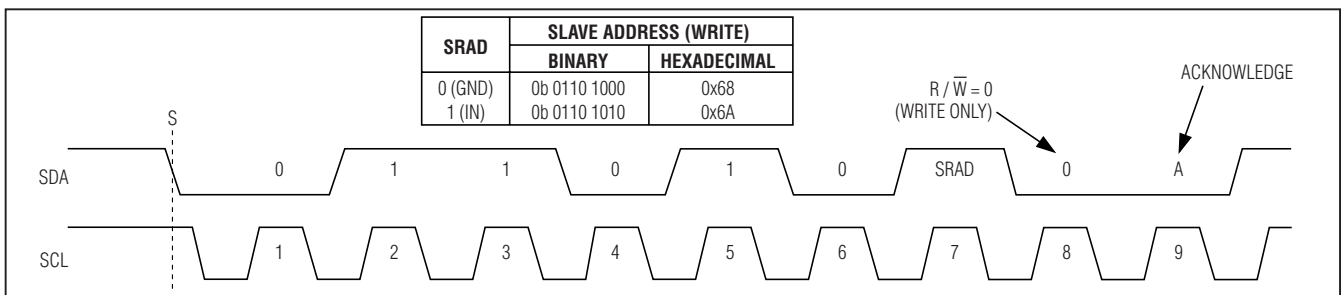 SRAD SLAVE ADDRESS (WRITE)
BINARY HEXADECIMAL
0 (GND) 0b 0110 1000 0x68
1 (IN) 0b 0110 1010 0x6A
ACKNOWLEDGE
R / W̅ = 0
(WRITE ONLY)
S
SDA 0 1 1 0 1 0 SRAD 0 A
SCL 1 2 3 4 5 6 7 8 9